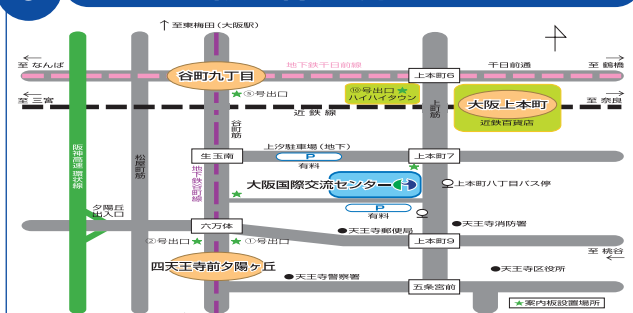 ↑至東梅田(大阪駅)
至なんば
地下鉄千日前線
千日前通
至鶴橋
谷町九丁目
上本町6
★⑤号出口
⑩号出口★
ハイハイタウン
至三宮
近鉄線
上町筋
大阪上本町
近鉄百貨店
至奈良
谷町筋
阪神高速環状線
松屋町筋
生玉南
上汐駐車場(地下)
P
有料
上本町7
地下鉄谷町線
大阪国際交流センター
上本町八丁目バス停
夕陽丘
出入口
P
有料
六万体
②号出口★
★①号出口
●天王寺郵便局
●天王寺消防署
上本町9
至桃谷
四天王寺前夕陽ヶ丘
●天王寺警察署
●天王寺区役所
五条宮前
★案内板設置場所